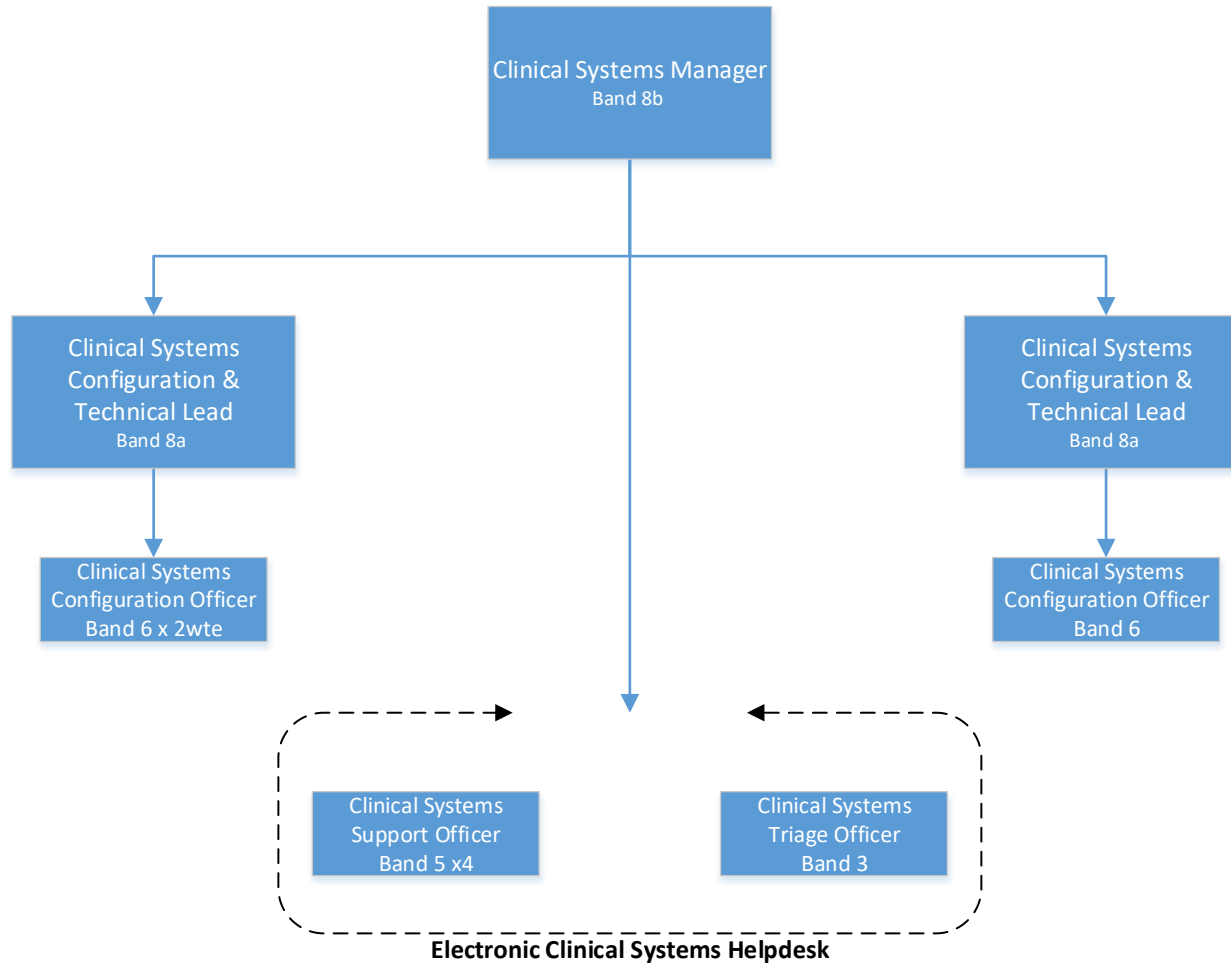 Clinical Systems Manager
Band 8b
Clinical Systems
Configuration &
Technical Lead
Band 8a
Clinical Systems
Configuration &
Technical Lead
Band 8a
Clinical Systems
Configuration Officer
Band 6 x 2wte
Clinical Systems
Configuration Officer
Band 6
Clinical Systems
Support Officer
Band 5 x4
Clinical Systems
Triage Officer
Band 3
Electronic Clinical Systems Helpdesk